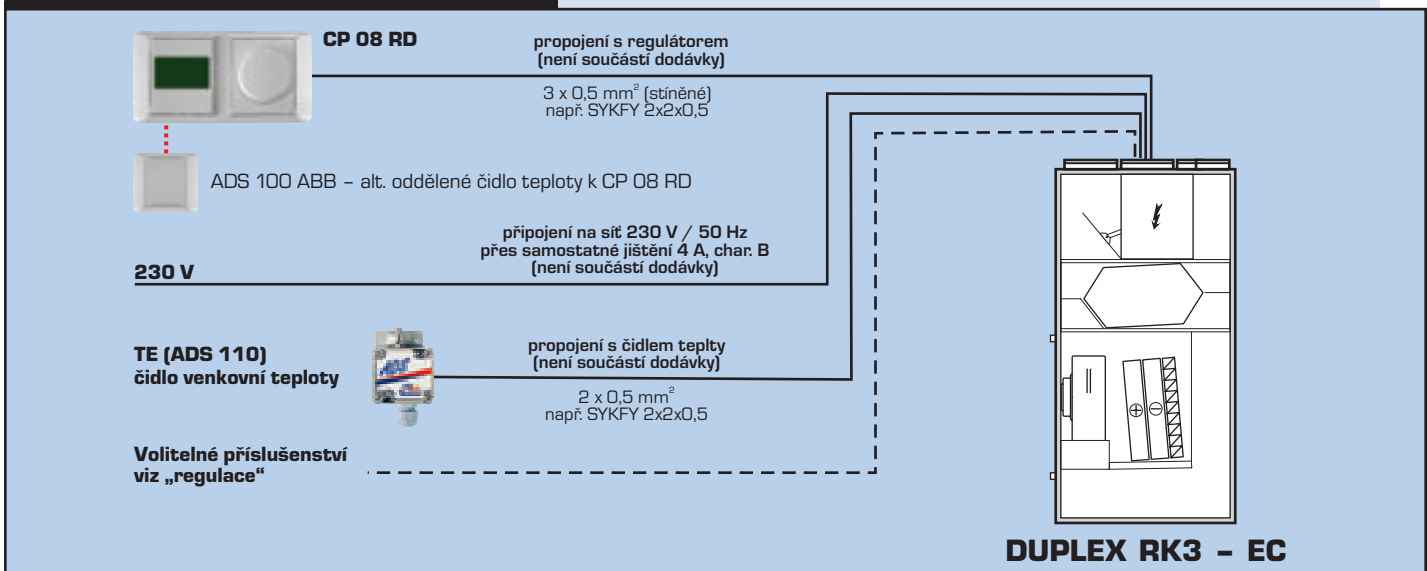 CP 08 RD
propojení s regulátorem
(není součástí dodávky)
3 x 0,5 mm² (stíněné)
např. SYKFY 2x2x0,5
ADS 100 ABB – alt. oddělené čidlo teploty k CP 08 RD
připojení na síť 230 V / 50 Hz
přes samostatné jištění 4 A, char. B
(není součástí dodávky)
230 V
TE (ADS 110)
čidlo venkovní teploty
propojení s čidlem teplty
(není součástí dodávky)
2 x 0,5 mm²
např. SYKFY 2x2x0,5
Volitelné příslušenství
viz „regulace“
DUPLEX RK3 – EC